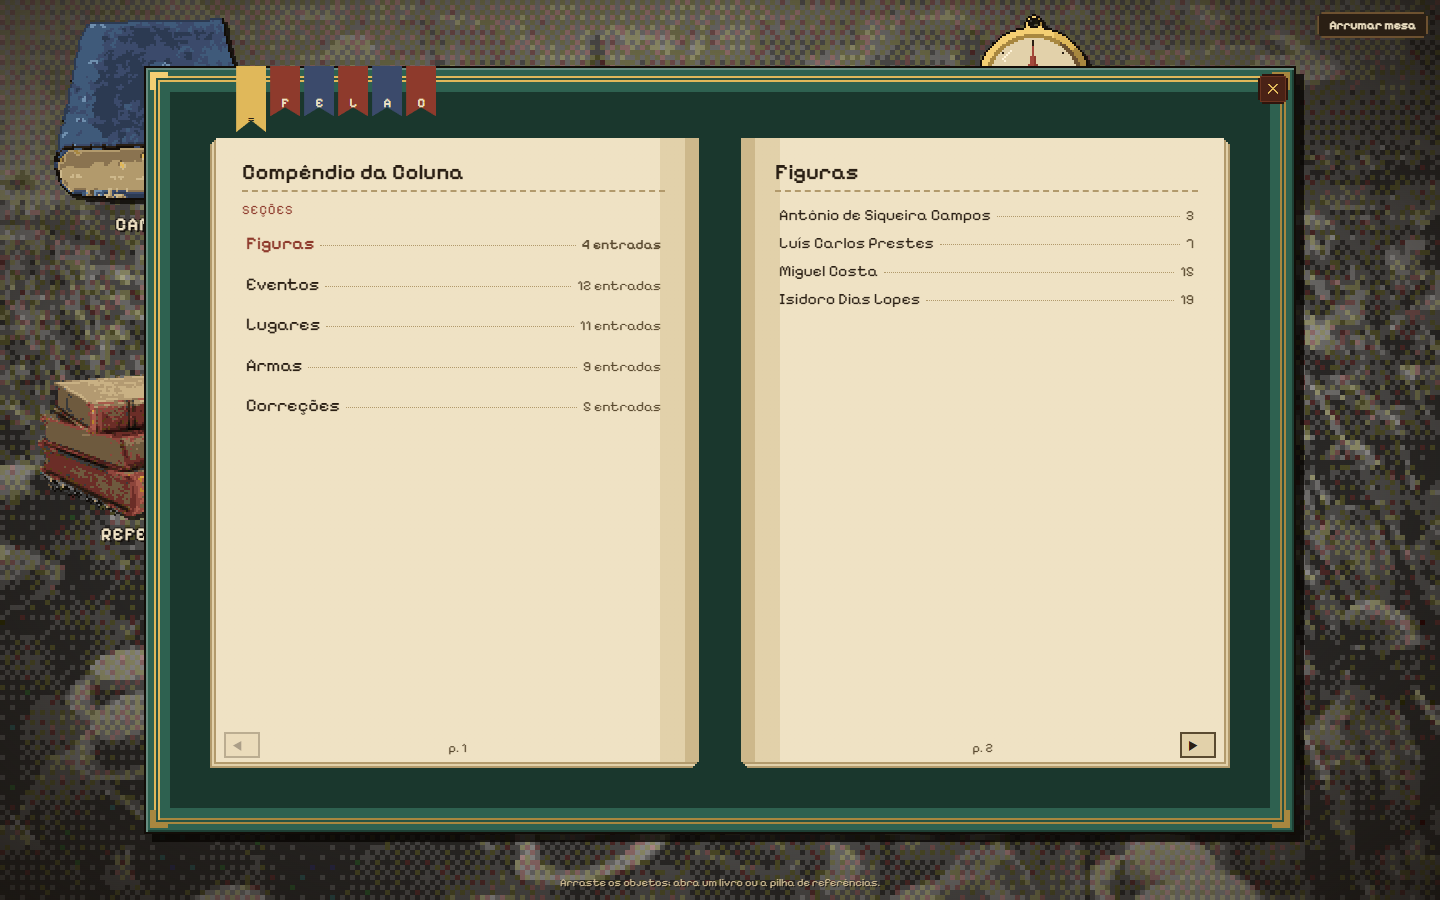 Arrumar mesa
F E L A O
Compêndio da Coluna
SEÇÕES
Figuras 4 entradas
Eventos 12 entradas
Lugares 11 entradas
Armas 9 entradas
Correções 8 entradas
p. 1
Figuras
Antônio de Siqueira Campos 3
Luís Carlos Prestes 7
Miguel Costa 18
Isidoro Dias Lopes 19
p. 2
Arraste os objetos; abra um livro ou a pilha de referências.